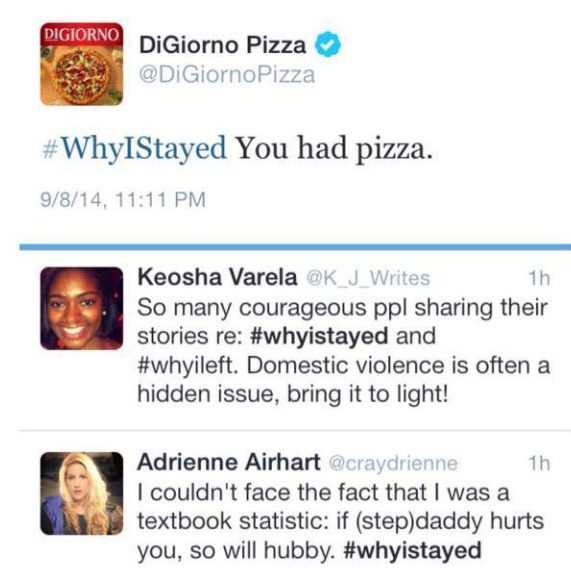 DIGIORNO
DiGiorno Pizza
@DiGiornoPizza
#WhyIStayed You had pizza.
9/8/14, 11:11 PM
Keosha Varela @K_J_Writes 1h
So many courageous ppl sharing their
stories re: #whyistayed and
#whyileft. Domestic violence is often a
hidden issue, bring it to light!
Adrienne Airhart @craydrienne 1h
I couldn't face the fact that I was a
textbook statistic: if (step)daddy hurts
you, so will hubby. #whyistayed